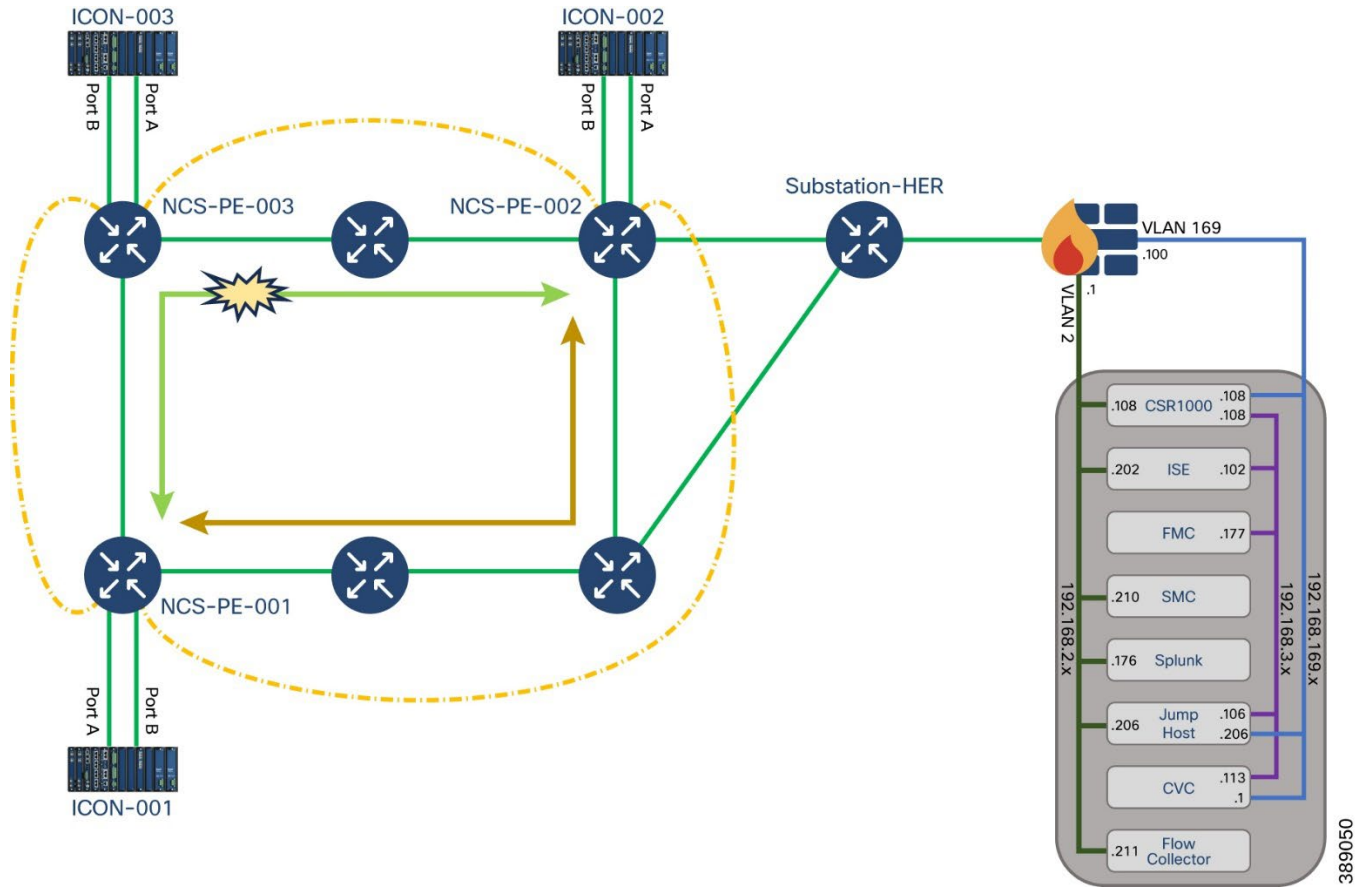 ICON-003
ICON-002
Port B
Port A
Port B
Port A
NCS-PE-003
NCS-PE-002
Substation-HER
VLAN 169
.100
.1
VLAN 2
.108
CSR1000
.108
.108
.202
ISE
.102
FMC
.177
.210
SMC
.176
Splunk
.206
Jump
Host
.106
.206
CVC
.113
.1
.211
Flow
Collector
192.168.2.x
192.168.3.x
192.168.169.x
NCS-PE-001
Port A
Port B
ICON-001
389050